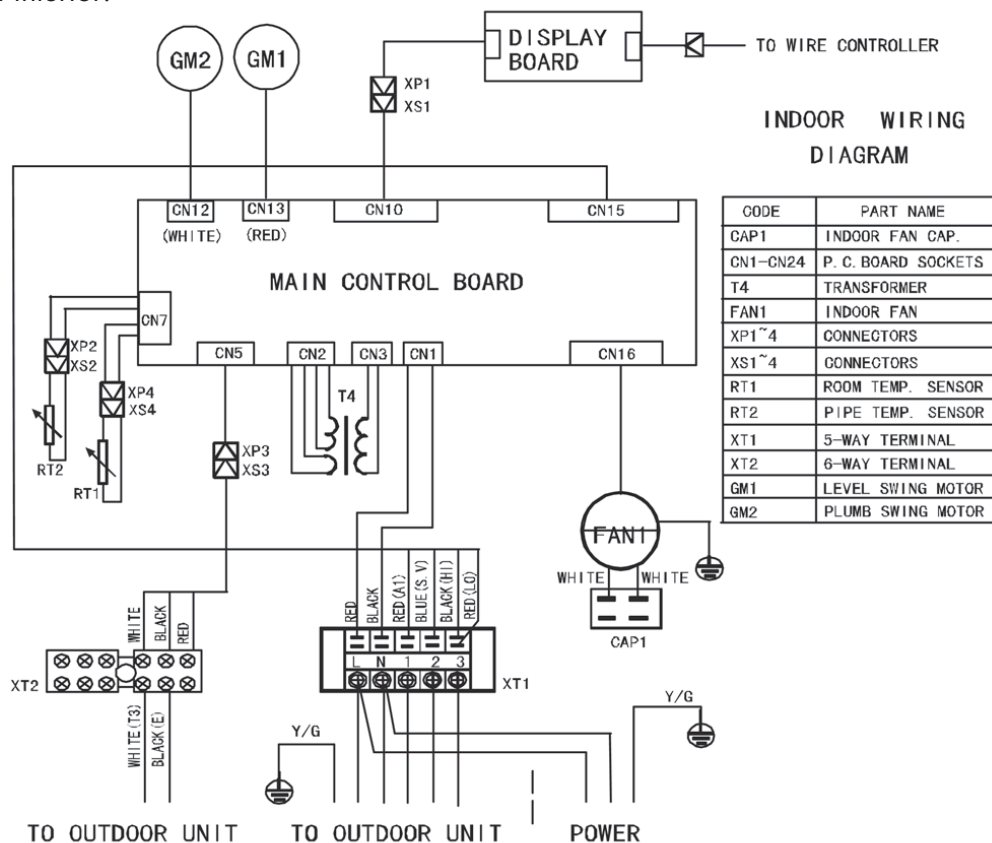 GM2
GM1
DISPLAY
BOARD
TO WIRE CONTROLLER
XP1
XS1
INDOOR WIRING
DIAGRAM
CN12
CN13
CN10
CN15
(WHITE)
(RED)
MAIN CONTROL BOARD
CN7
CN5
CN2
CN3
CN1
CN16
T4
XP2
XS2
XP4
XS4
RT2
RT1
XP3
XS3
CODE PART NAME
CAP1 INDOOR FAN CAP.
CN1-CN24 P.C.BOARD SOCKETS
T4 TRANSFORMER
FAN1 INDOOR FAN
XP1~4 CONNECTORS
XS1~4 CONNECTORS
RT1 ROOM TEMP. SENSOR
RT2 PIPE TEMP. SENSOR
XT1 5-WAY TERMINAL
XT2 6-WAY TERMINAL
GM1 LEVEL SWING MOTOR
GM2 PLUMB SWING MOTOR
FAN1
WHITE
WHITE
CAP1
WHITE
BLACK
RED
RED
BLACK
RED(A1)
BLUE(S.V)
BLACK(HI)
RED(LO)
L N 1 2 3
XT2
XT1
WHITE(T3)
BLACK(E)
Y/G
Y/G
TO OUTDOOR UNIT
TO OUTDOOR UNIT
POWER